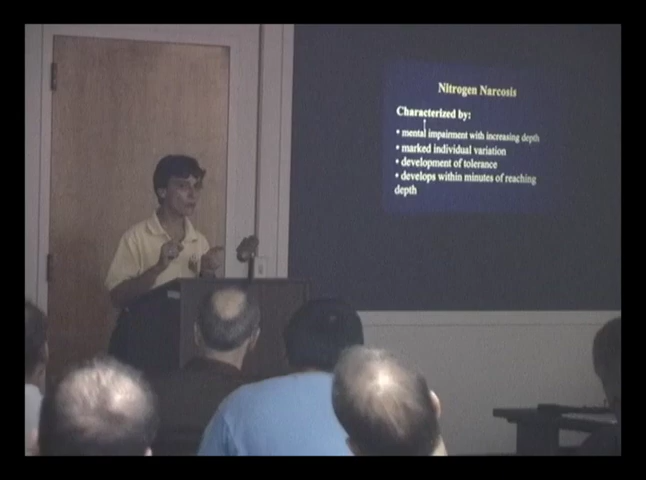 Nitrogen Narcosis
Characterized by:
• mental impairment with increasing depth
• marked individual variation
• development of tolerance
• develops within minutes of reaching
depth